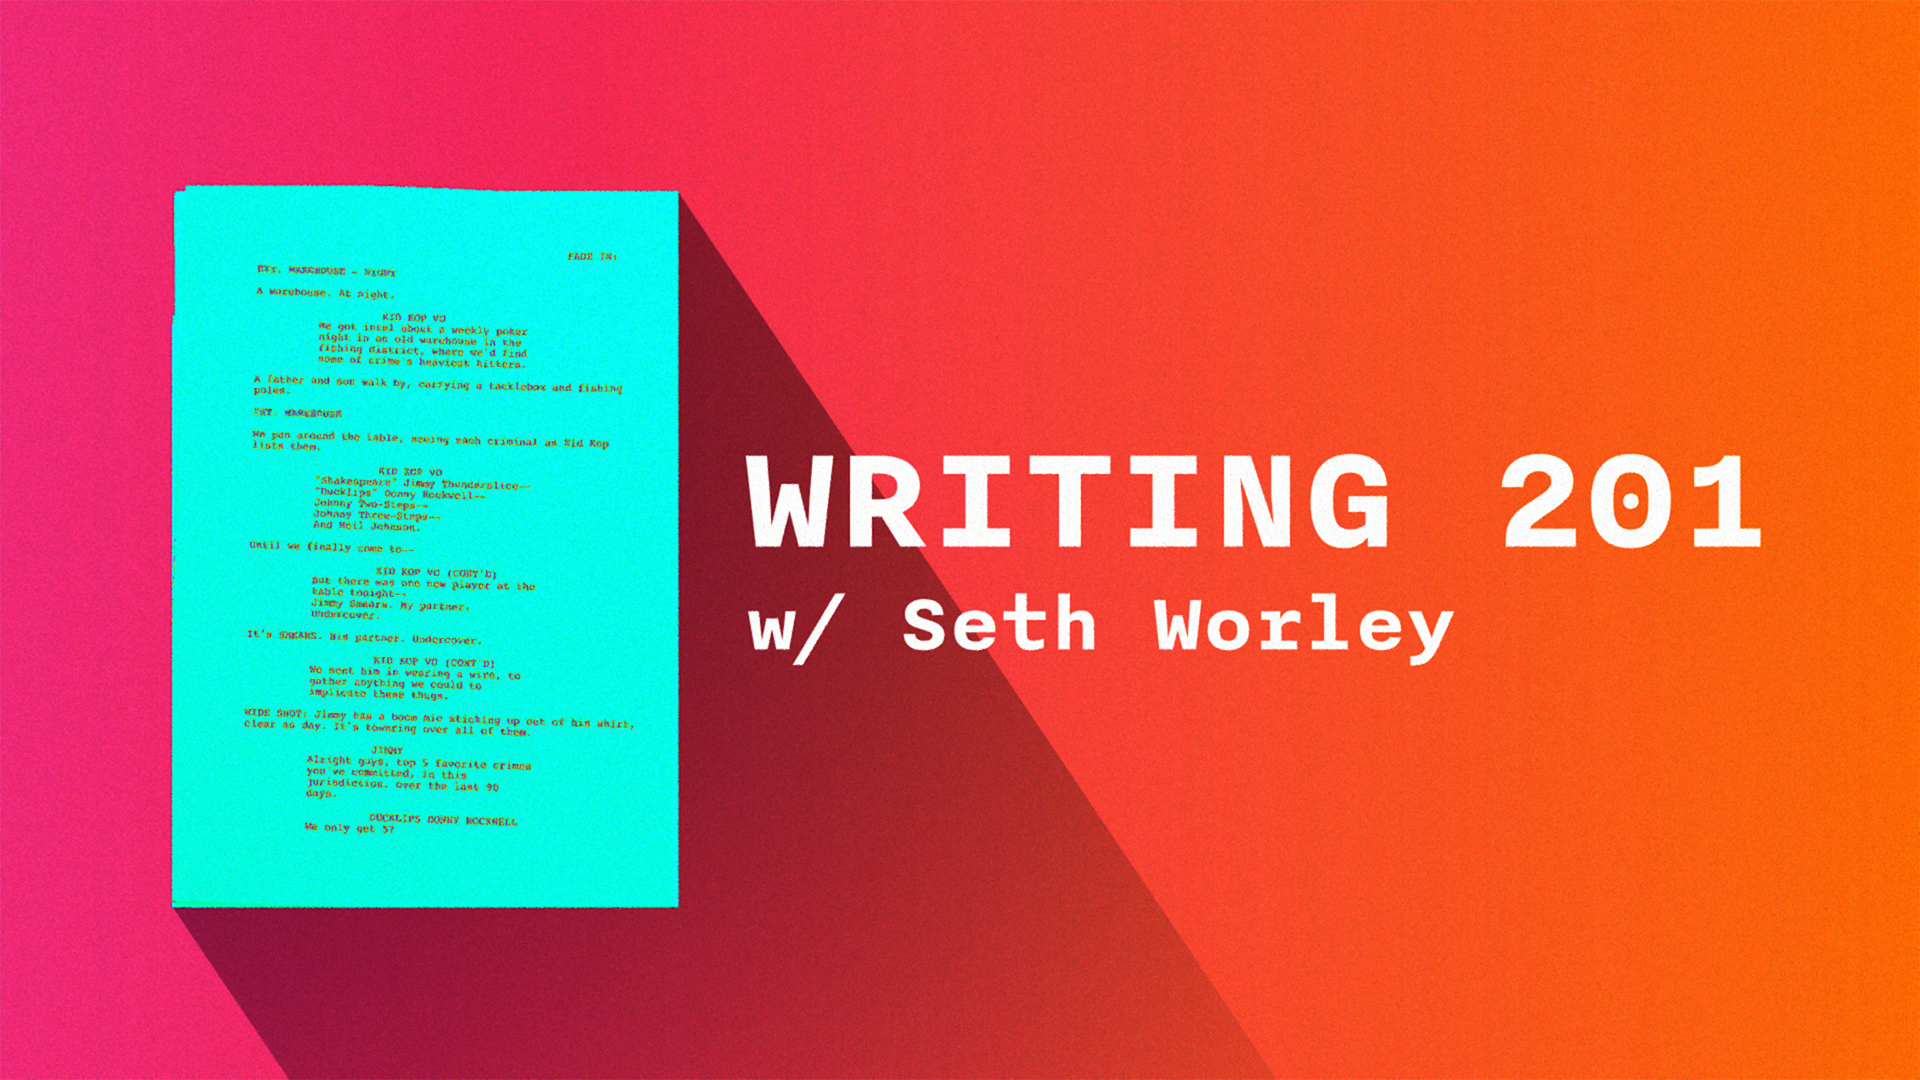 FADE IN:
EXT. WAREHOUSE - NIGHT
A warehouse. At night.
KID KOP VO
We got intel about a weekly poker
night in an old warehouse in the
fishing district, where we'd find
some of crime's heaviest hitters.
A father and son walk by, carrying a tacklebox and fishing
poles.
WAREHOUSE
We pan around the table, seeing each criminal as Kid Kop
lists them.
KID KOP VO
"Shakespeare" Jimmy Thunderslice--
"Ducklips" Donny Rockwell--
Johnny Two-Steps--
Johnny Three-Steps--
And Neil Johnson.
Until we finally come to--
KID KOP VO (CONT'D)
But there was one new player at the
table tonight--
Jimmy Smears. My partner.
Undercover.
It's SMEARS. His partner. Undercover.
KID KOP VO (CONT'D)
We sent him in wearing a wire, to
gather anything we could to
implicate these thugs.
WIDE SHOT: Jimmy has a boom mic sticking up out of his shirt,
clear as day. It's towering over all of them.
JIMMY
Alright guys, top 5 favorite crimes
you've committed, in this
jurisdiction, over the last 90
days.
DUCKLIPS DONNY ROCKWELL
We only get 5?
WRITING 201
w/ Seth Worley